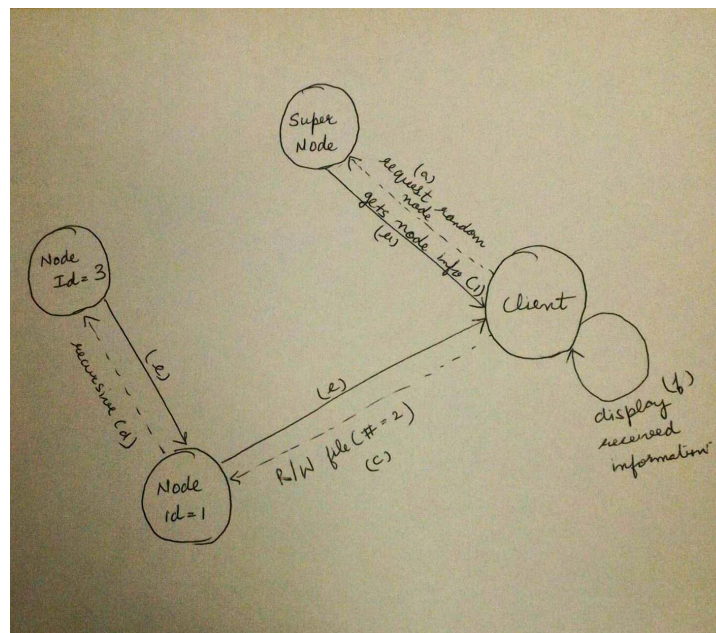 Super
Node
(a)
request random
node
gets node info (1)
(b)
Client
Node
Id = 3
(e)
recursive (d)
(e)
R/W file (# = 2)
(c)
Node
id = 1
(f)
display
received
information